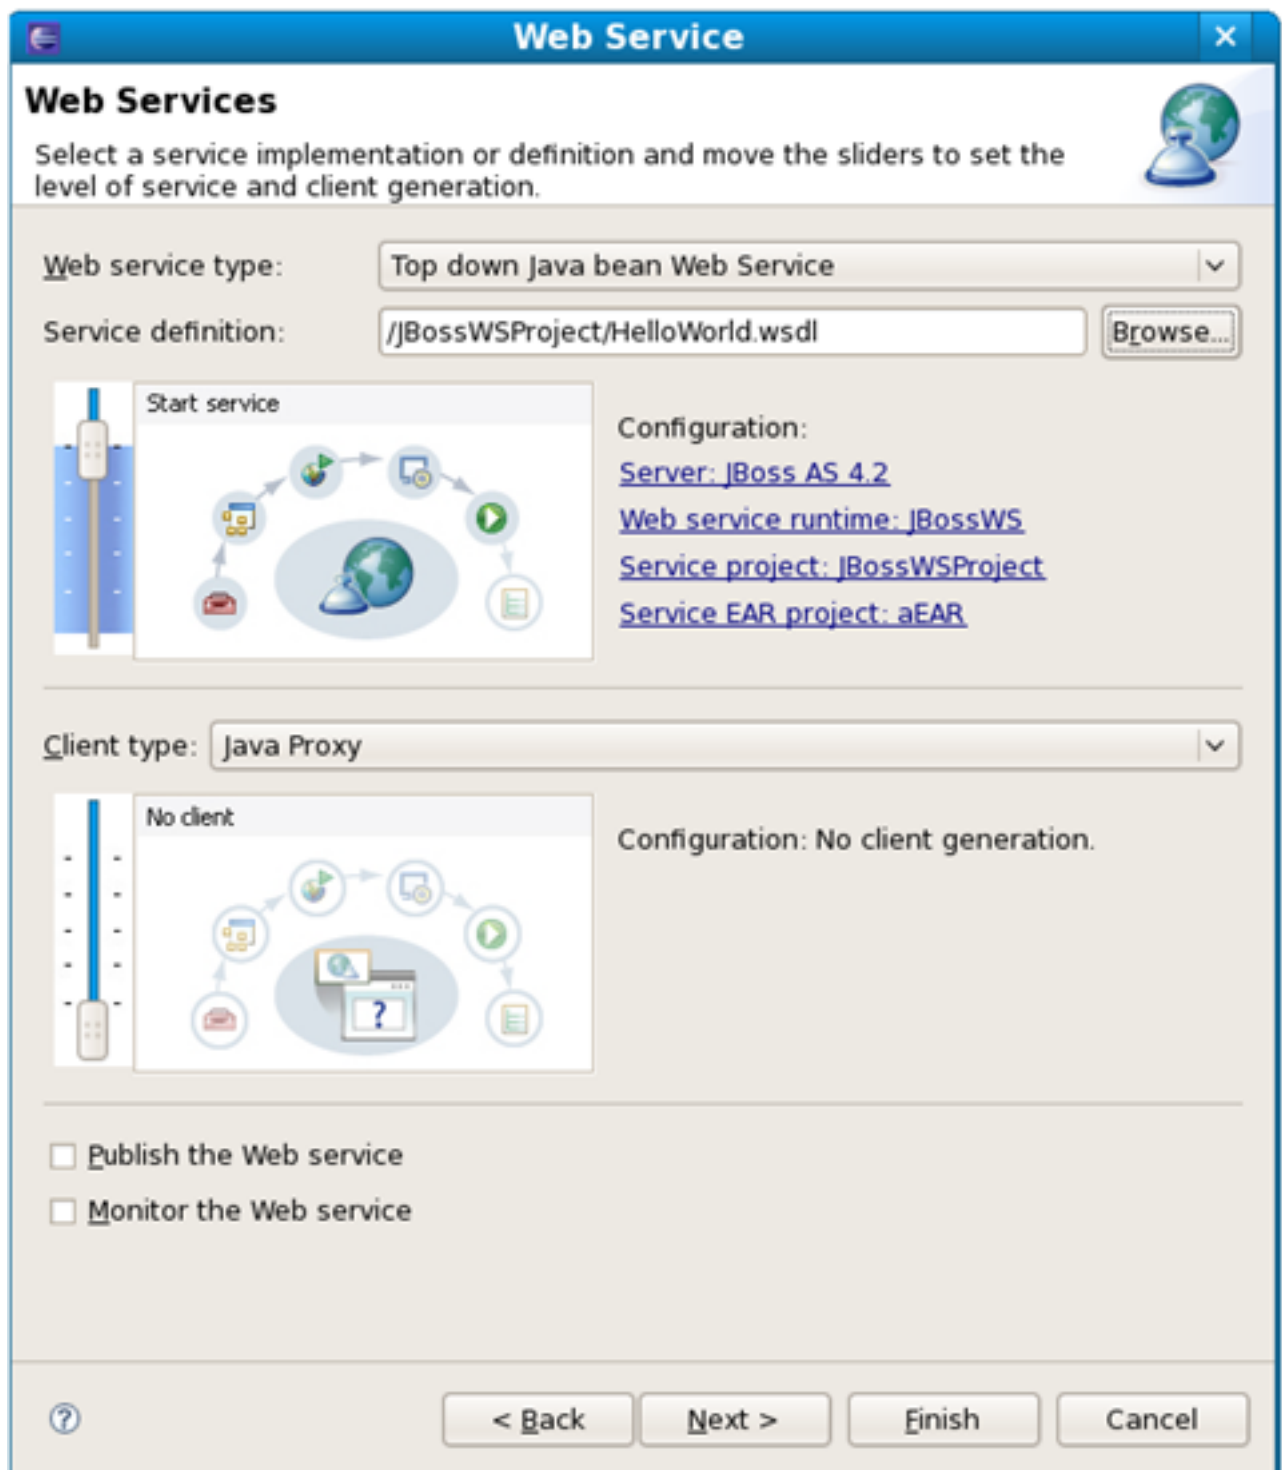 Web Service
Web Services
Select a service implementation or definition and move the sliders to set the
level of service and client generation.
Web service type: Top down Java bean Web Service
Service definition: /JBossWSProject/HelloWorld.wsdl Browse...
Start service
Configuration:
Server: JBoss AS 4.2
Web service runtime: JBossWS
Service project: JBossWSProject
Service EAR project: aEAR
Client type: Java Proxy
No client
Configuration: No client generation.
?
Publish the Web service
Monitor the Web service
? < Back Next > Finish Cancel